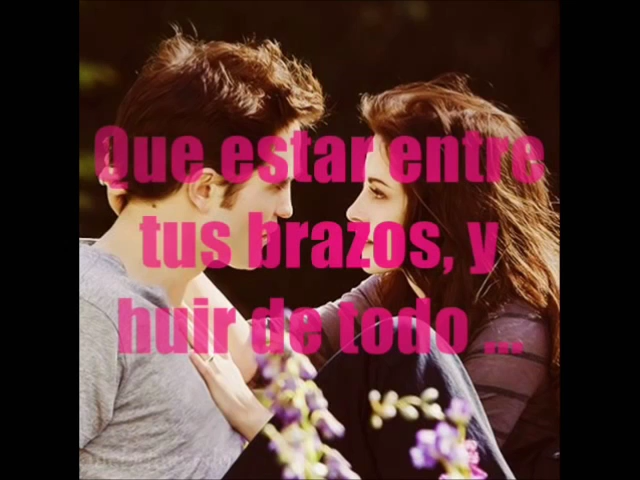 Que estar entre
tus brazos, y
huir de todo ...